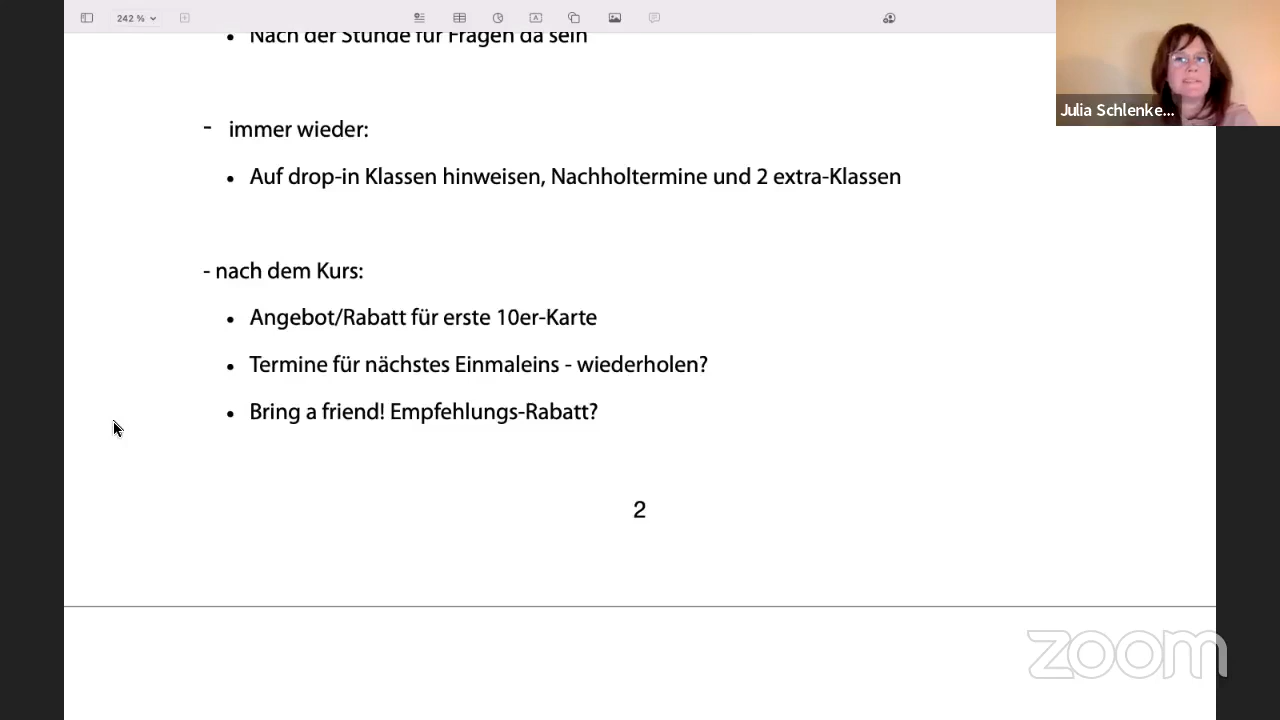 242 %
• Nach der Stunde für Fragen da sein
Julia Schlenke...
- immer wieder:
• Auf drop-in Klassen hinweisen, Nachholtermine und 2 extra-Klassen
- nach dem Kurs:
• Angebot/Rabatt für erste 10er-Karte
• Termine für nächstes Einmaleins - wiederholen?
• Bring a friend! Empfehlungs-Rabatt?
2
zoom